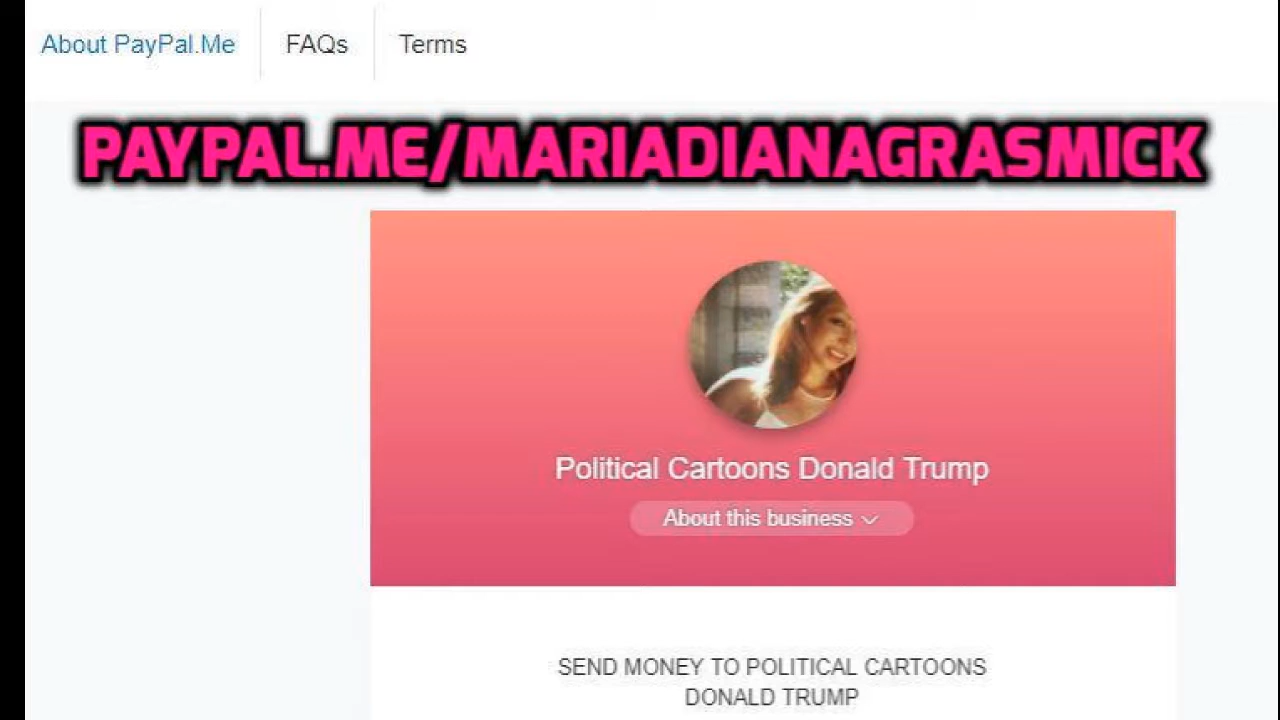 About PayPal.Me FAQs Terms
PAYPAL.ME/MARIADIANAGRASMICK
Political Cartoons Donald Trump
About this business
SEND MONEY TO POLITICAL CARTOONS
DONALD TRUMP